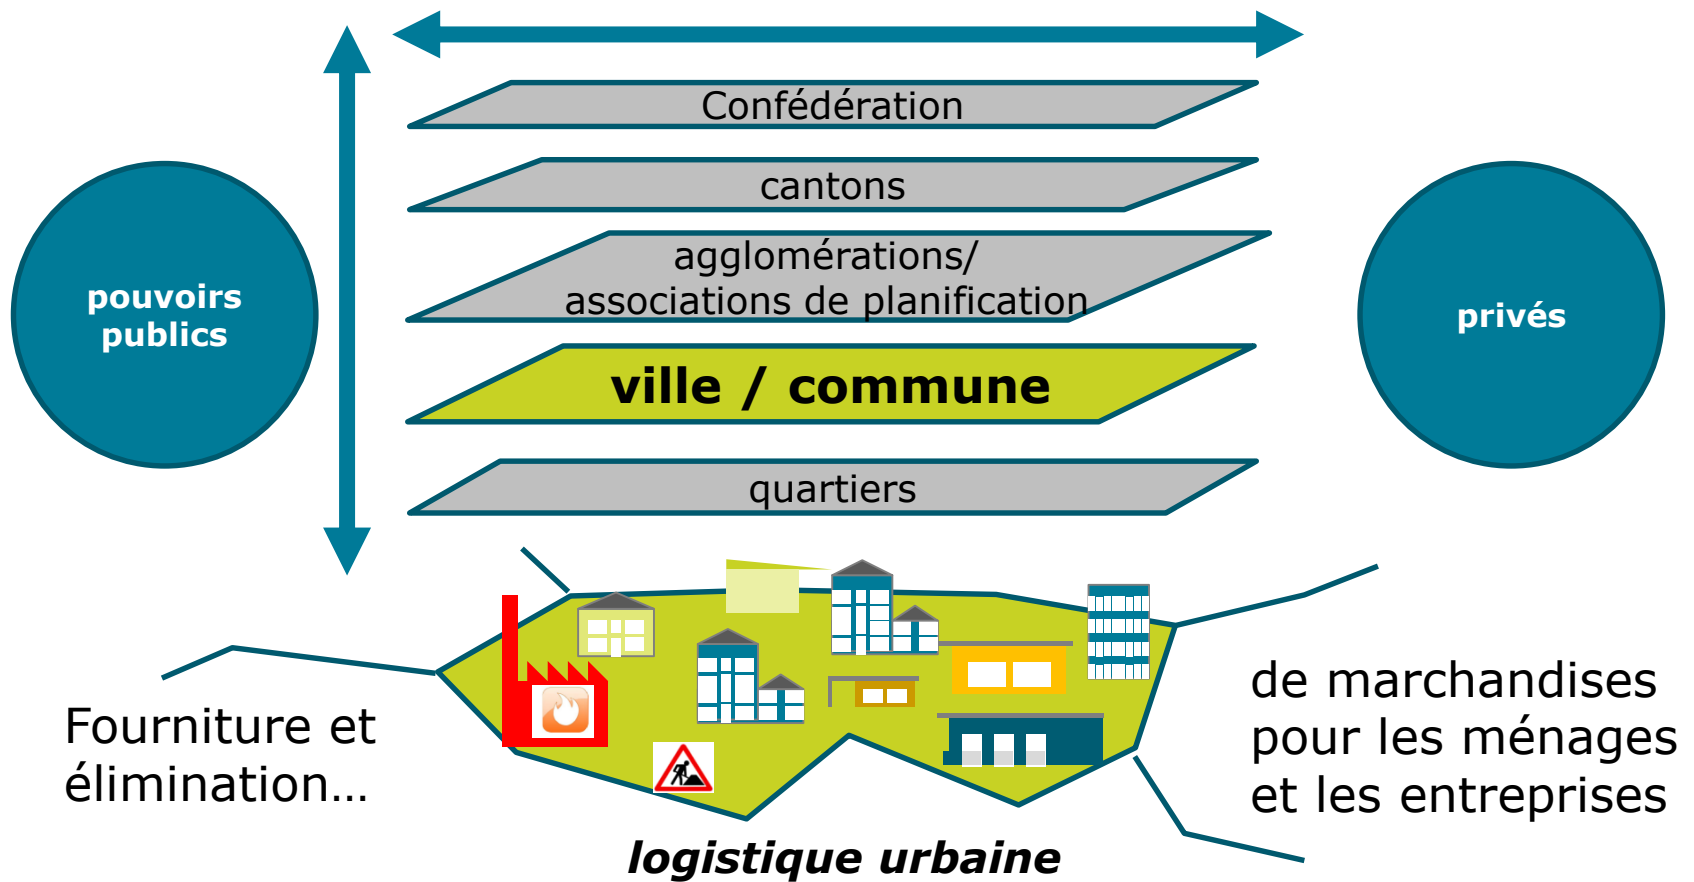 Confédération
cantons
agglomérations/
associations de planification
pouvoirs
publics
privés
ville / commune
quartiers
Fourniture et
élimination…
de marchandises
pour les ménages
et les entreprises
logistique urbaine